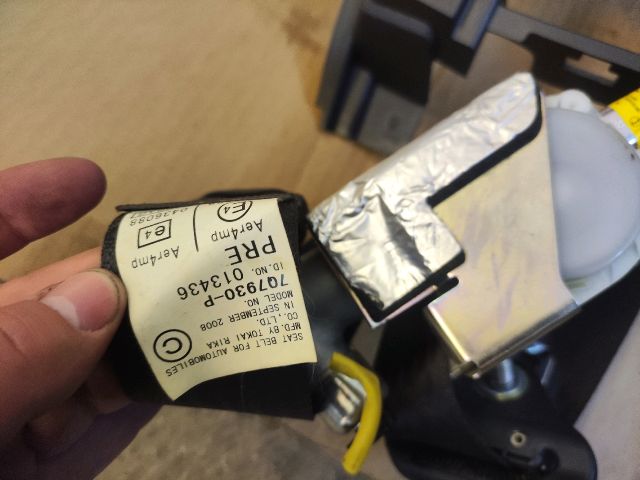 SEAT BELT FOR AUTOMOBILES
MFD. BY TOKAI RIKA
CO., LTD.
IN SEPTEMBER 2008
MODEL NO.
7Q7930-P
ID. NO. 013436
PRE
C
Aer4mp
Aer4mp
e4
E4